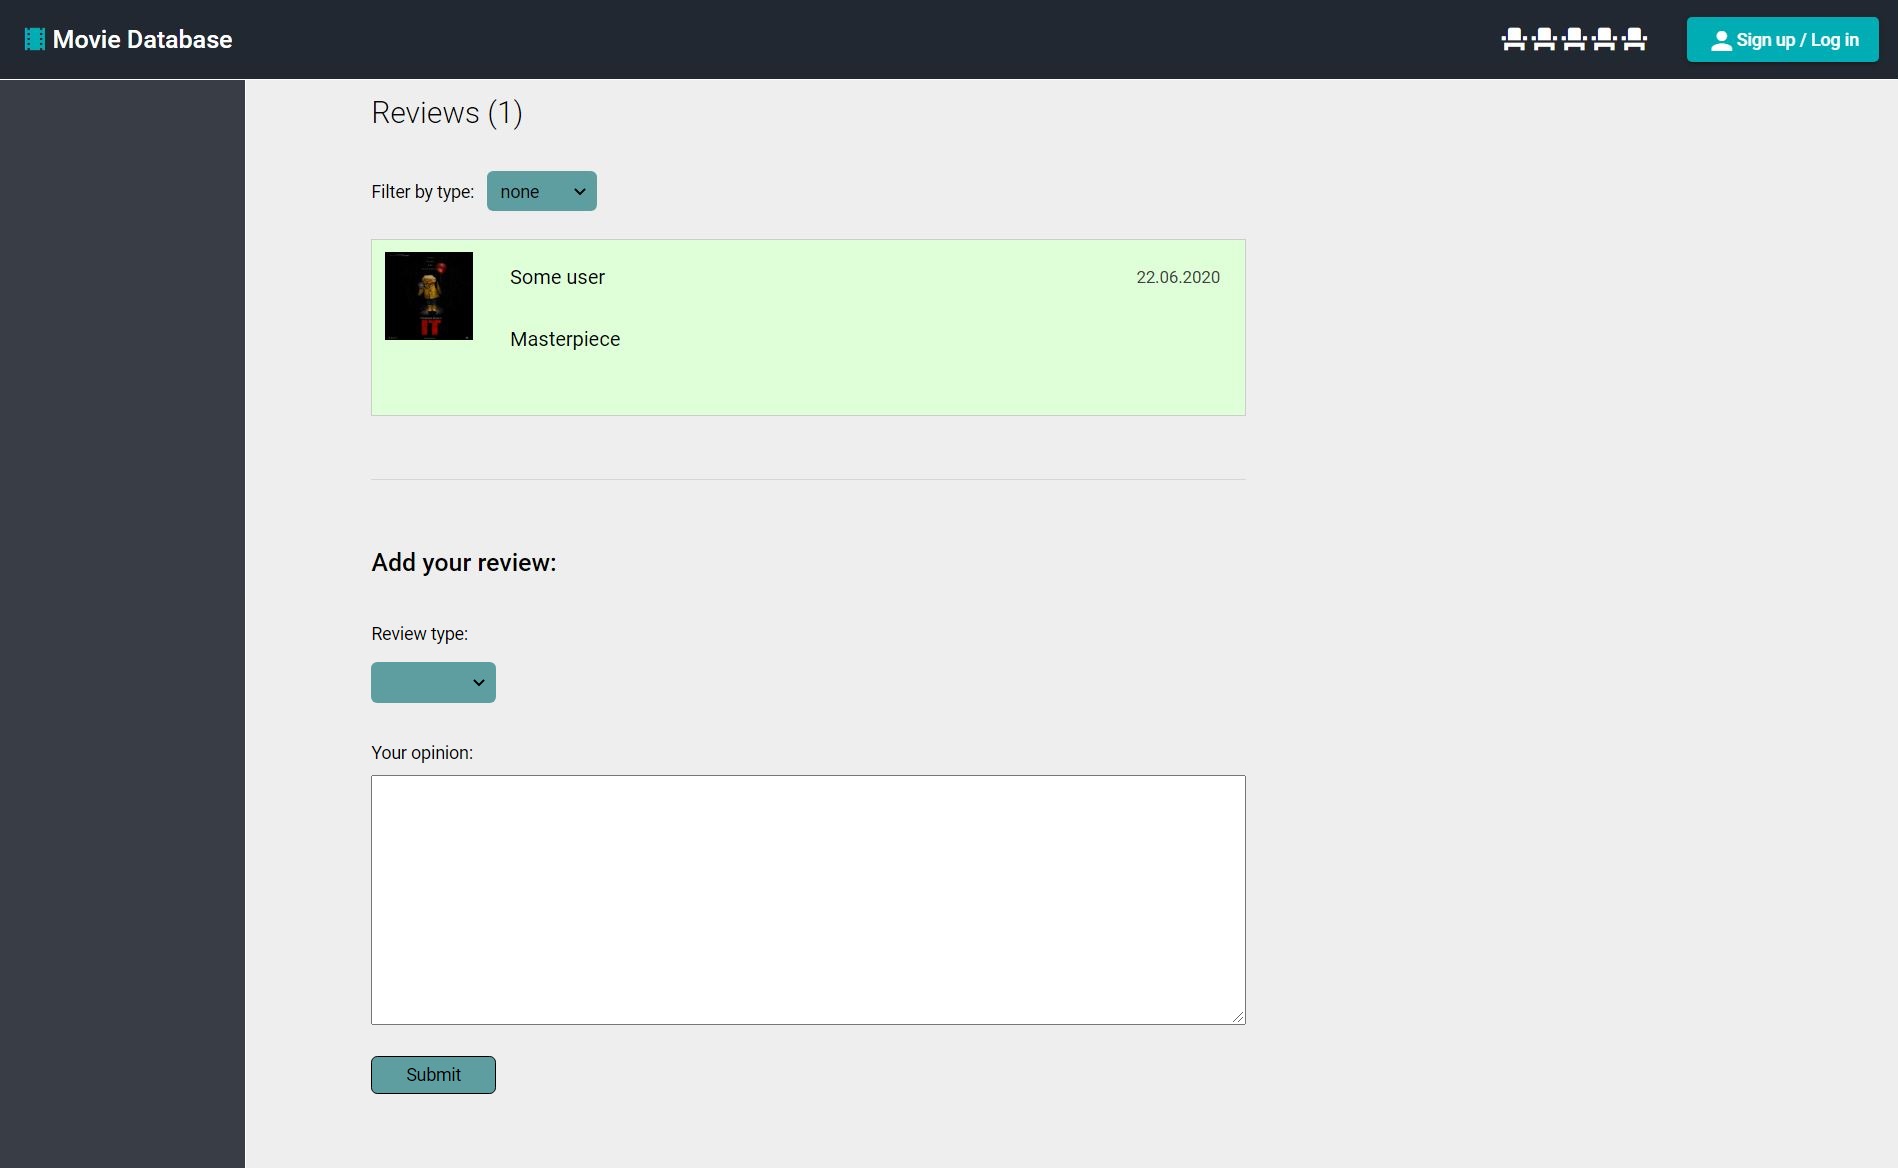 Movie Database
Sign up / Log in
Reviews (1)
Filter by type:
none
Some user
22.06.2020
Masterpiece
IT
Add your review:
Review type:
Your opinion:
Submit